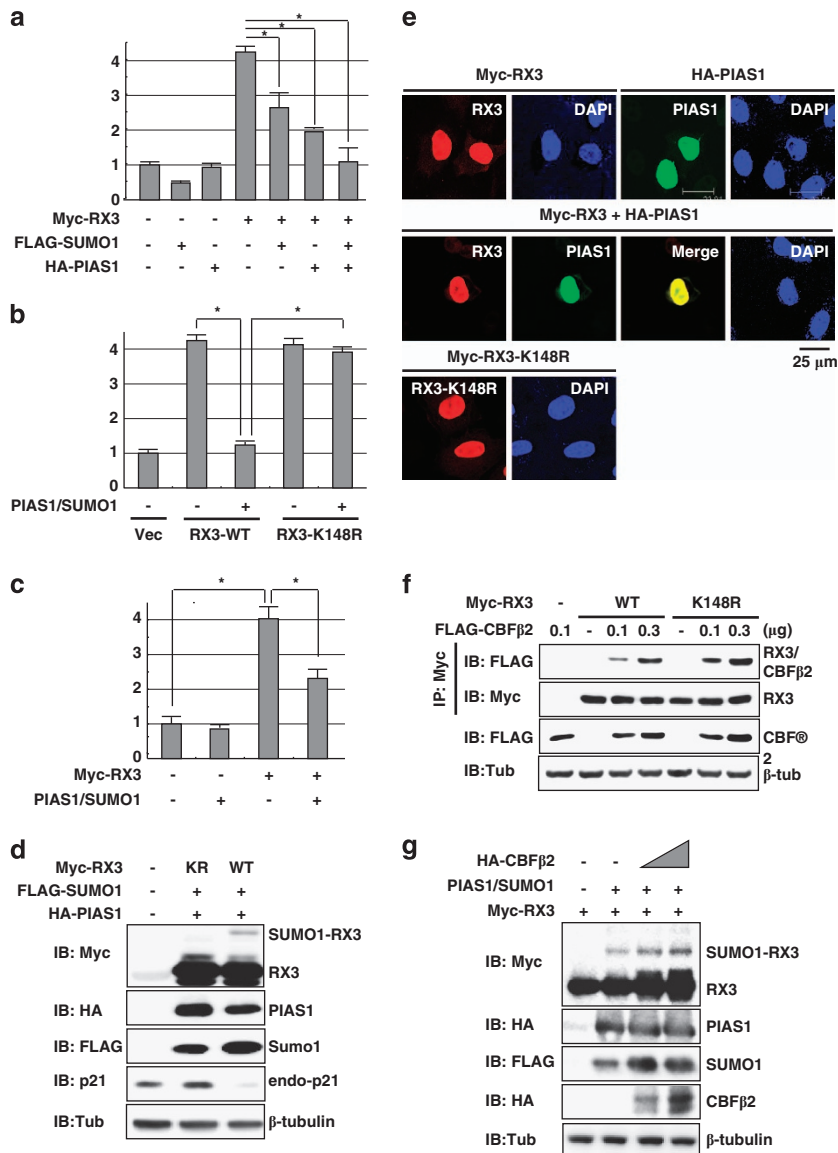 a
*
*
*
4
3
2
1
Myc-RX3 - - - + + + +
FLAG-SUMO1 - + - - + - +
HA-PIAS1 - - + - - + +
b
*
*
4
3
2
1
0
PIAS1/SUMO1 - - + - +
Vec RX3-WT RX3-K148R
c
*
*
4
3
2
1
0
Myc-RX3 - - + +
PIAS1/SUMO1 - + - +
d
Myc-RX3 - KR WT
FLAG-SUMO1 - + +
HA-PIAS1 - + +
IB: Myc
SUMO1-RX3
RX3
IB: HA PIAS1
IB: FLAG Sumo1
IB: p21 endo-p21
IB:Tub β-tubulin
e
Myc-RX3 HA-PIAS1
RX3 DAPI PIAS1 DAPI
Myc-RX3 + HA-PIAS1
RX3 PIAS1 Merge DAPI
25 μm
Myc-RX3-K148R
RX3-K148R DAPI
f
Myc-RX3 - WT K148R
FLAG-CBFβ2 0.1 - 0.1 0.3 - 0.1 0.3 (μg)
IP: Myc
IB: FLAG RX3/
CBFβ2
IB: Myc RX3
IB: FLAG CBF®
2
IB:Tub β-tub
g
HA-CBFβ2 - -
PIAS1/SUMO1 - + + +
Myc-RX3 + + + +
IB: Myc
SUMO1-RX3
RX3
IB: HA PIAS1
IB: FLAG SUMO1
IB: HA CBFβ2
IB:Tub β-tubulin